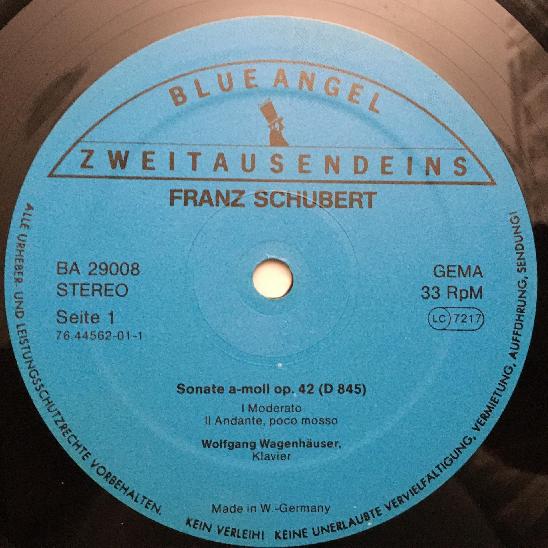 BLUE ANGEL
ZWEITAUSENDEINS
FRANZ SCHUBERT
BA 29008
STEREO
Seite 1
76.44562-01-1
GEMA
33 RpM
LC 7217
Sonate a-moll op. 42 (D 845)
I Moderato
II Andante, poco mosso
Wolfgang Wagenhäuser,
Klavier
Made in W.-Germany
ALLE URHEBER- UND LEISTUNGSSCHUTZRECHTE VORBEHALTEN. KEIN VERLEIH! KEINE UNERLAUBTE VERVIELFÄLTIGUNG, VERMIETUNG, AUFFÜHRUNG, SENDUNG!